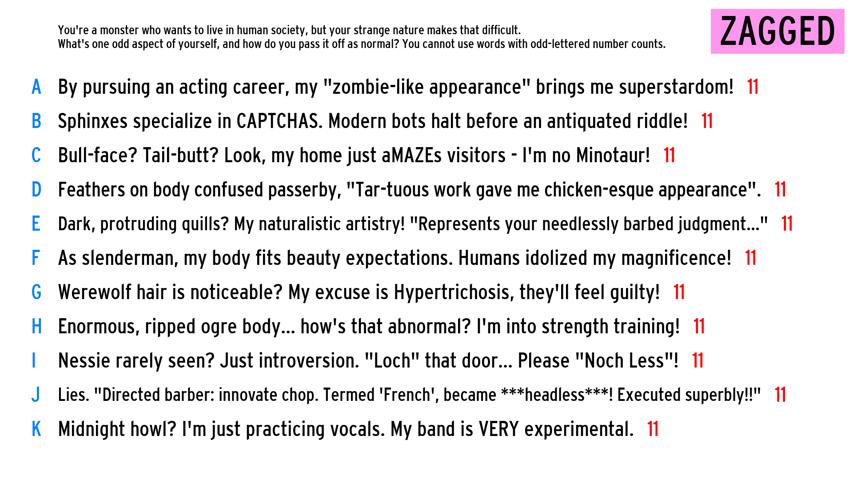 You're a monster who wants to live in human society, but your strange nature makes that difficult.
What's one odd aspect of yourself, and how do you pass it off as normal? You cannot use words with odd-lettered number counts.
ZAGGED
A By pursuing an acting career, my "zombie-like appearance" brings me superstardom! 11
B Sphinxes specialize in CAPTCHAS. Modern bots halt before an antiquated riddle! 11
C Bull-face? Tail-butt? Look, my home just aMAZEs visitors - I'm no Minotaur! 11
D Feathers on body confused passerby, "Tar-tuous work gave me chicken-esque appearance". 11
E Dark, protruding quills? My naturalistic artistry! "Represents your needlessly barbed judgment..." 11
F As slenderman, my body fits beauty expectations. Humans idolized my magnificence! 11
G Werewolf hair is noticeable? My excuse is Hypertrichosis, they'll feel guilty! 11
H Enormous, ripped ogre body... how's that abnormal? I'm into strength training! 11
I Nessie rarely seen? Just introversion. "Loch" that door... Please "Noch Less"! 11
J Lies. "Directed barber: innovate chop. Termed 'French', became ***headless***! Executed superbly!!" 11
K Midnight howl? I'm just practicing vocals. My band is VERY experimental. 11